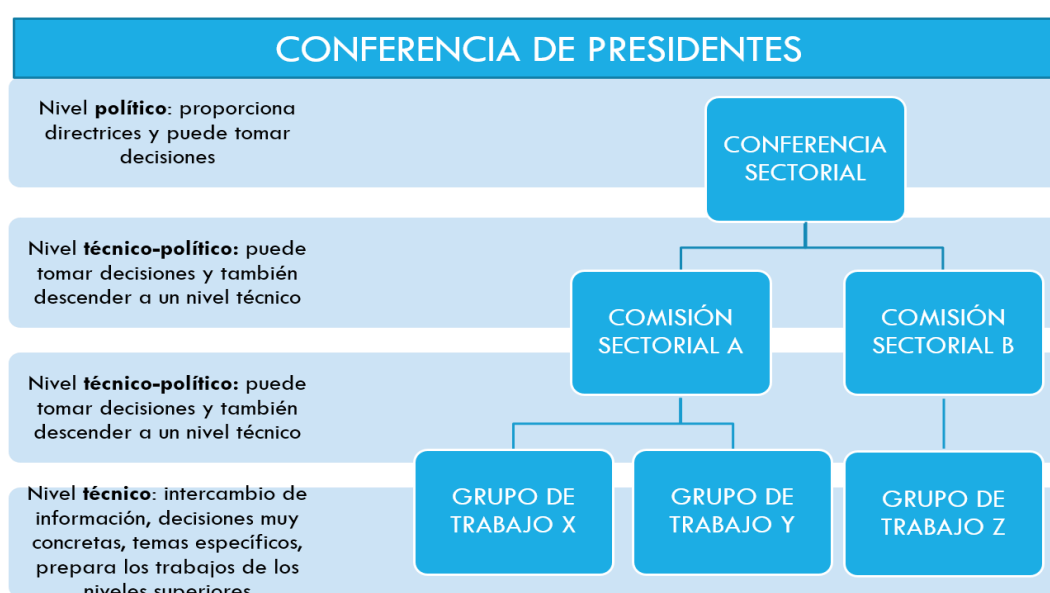 CONFERENCIA DE PRESIDENTES
Nivel político: proporciona
directrices y puede tomar
decisiones
CONFERENCIA
SECTORIAL
Nivel técnico-político: puede
tomar decisiones y también
descender a un nivel técnico
COMISIÓN
SECTORIAL A
COMISIÓN
SECTORIAL B
Nivel técnico-político: puede
tomar decisiones y también
descender a un nivel técnico
Nivel técnico: intercambio de
información, decisiones muy
concretas, temas específicos,
prepara los trabajos de los
niveles superiores
GRUPO DE
TRABAJO X
GRUPO DE
TRABAJO Y
GRUPO DE
TRABAJO Z